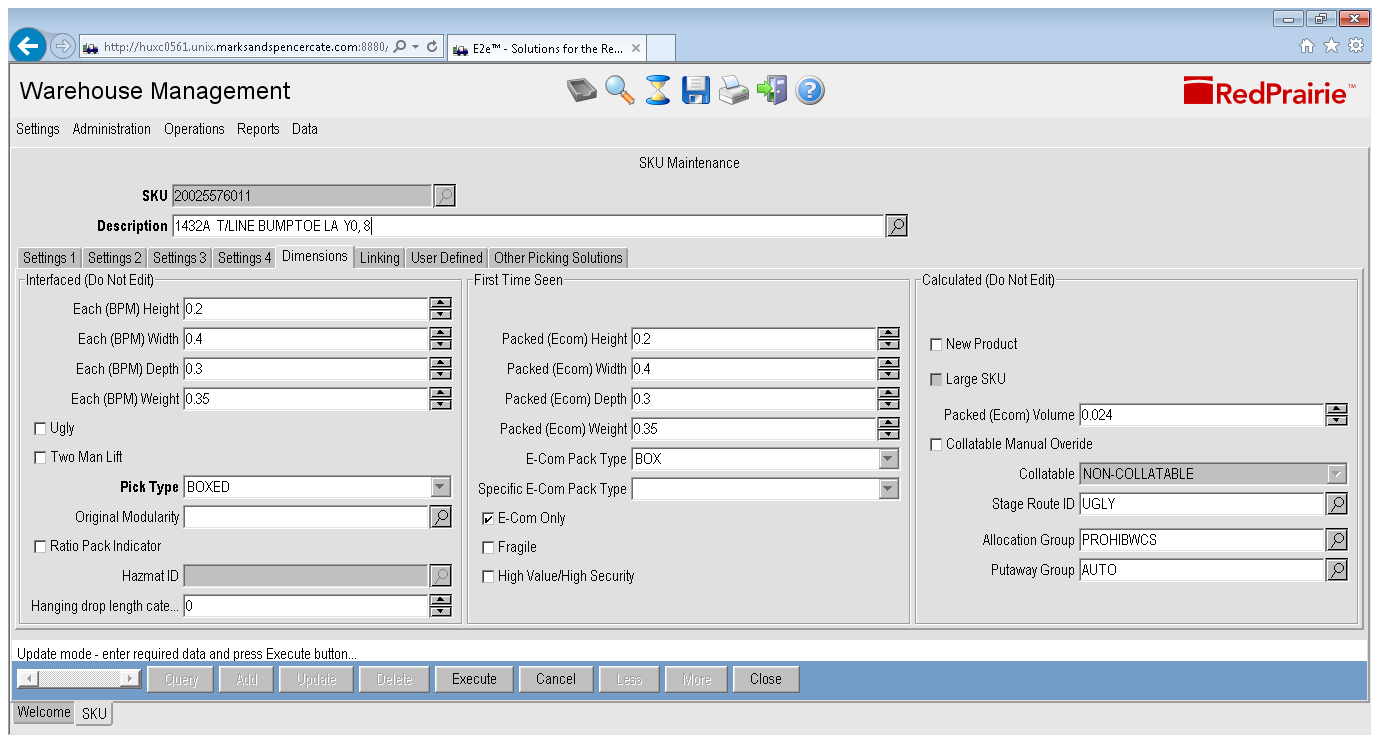 http://huxc0561.unix.marksandspencercate.com:8880,
E2e™ - Solutions for the Re...
Warehouse Management
RedPrairie™
Settings Administration Operations Reports Data
SKU Maintenance
SKU 20025576011
Description 1432A T/LINE BUMPTOE LA Y0, 8
Settings 1 Settings 2 Settings 3 Settings 4 Dimensions Linking User Defined Other Picking Solutions
Interfaced (Do Not Edit)
Each (BPM) Height 0.2
Each (BPM) Width 0.4
Each (BPM) Depth 0.3
Each (BPM) Weight 0.35
Ugly
Two Man Lift
Pick Type BOXED
Original Modularity
Ratio Pack Indicator
Hazmat ID
Hanging drop length cate... 0
First Time Seen
Packed (Ecom) Height 0.2
Packed (Ecom) Width 0.4
Packed (Ecom) Depth 0.3
Packed (Ecom) Weight 0.35
E-Com Pack Type BOX
Specific E-Com Pack Type
E-Com Only
Fragile
High Value/High Security
Calculated (Do Not Edit)
New Product
Large SKU
Packed (Ecom) Volume 0.024
Collatable Manual Overide
Collatable NON-COLLATABLE
Stage Route ID UGLY
Allocation Group PROHIBWCS
Putaway Group AUTO
Update mode - enter required data and press Execute button...
Query Add Update Delete Execute Cancel Less More Close
Welcome SKU